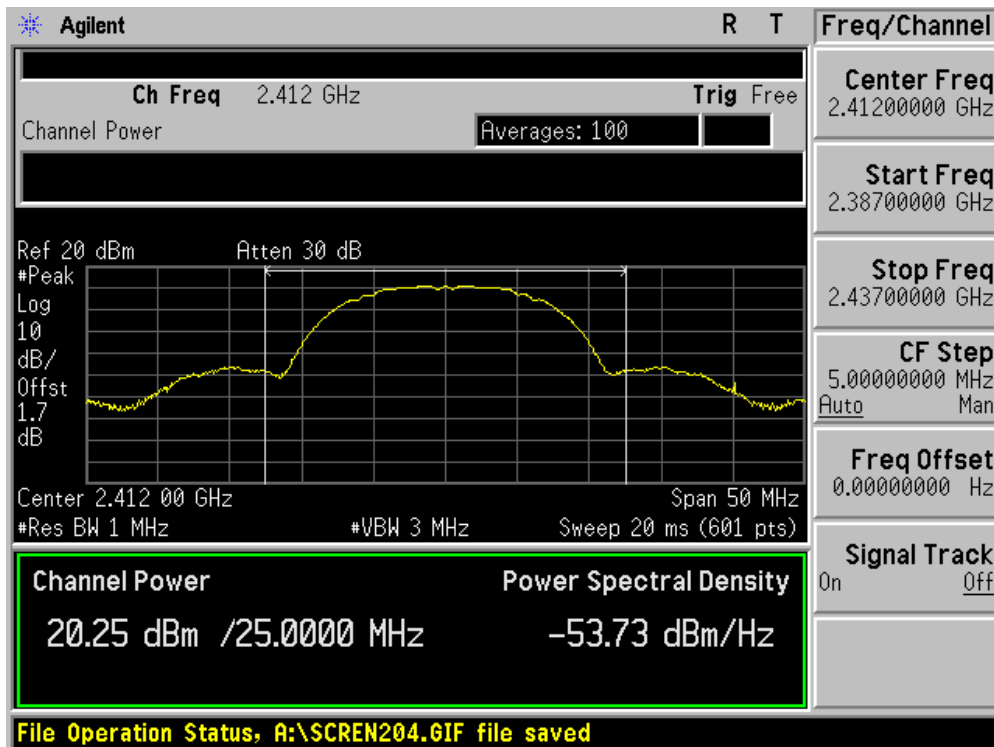 Agilent R T Freq/Channel
Ch Freq 2.412 GHz Trig Free
Channel Power Averages: 100
Center Freq
2.41200000 GHz
Start Freq
2.38700000 GHz
Stop Freq
2.43700000 GHz
CF Step
5.00000000 MHz
Auto Man
Freq Offset
0.00000000 Hz
Signal Track
On Off
Ref 20 dBm Atten 30 dB
#Peak
Log
10
dB/
Offst
1.7
dB
Center 2.412 00 GHz Span 50 MHz
#Res BW 1 MHz #VBW 3 MHz Sweep 20 ms (601 pts)
Channel Power Power Spectral Density
20.25 dBm /25.0000 MHz -53.73 dBm/Hz
File Operation Status, A:\SCREN204.GIF file saved